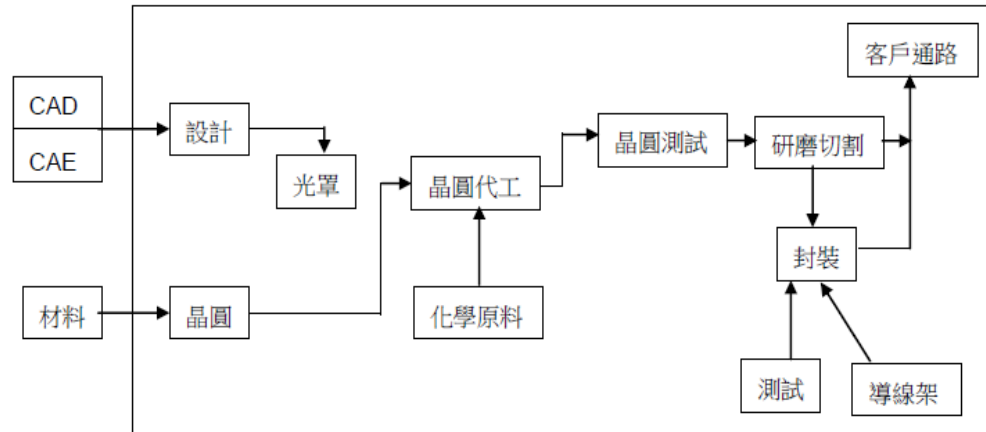 客戶通路
CAD
CAE
設計
晶圓測試
研磨切割
光罩
晶圓代工
封裝
材料
晶圓
化學原料
測試
導線架